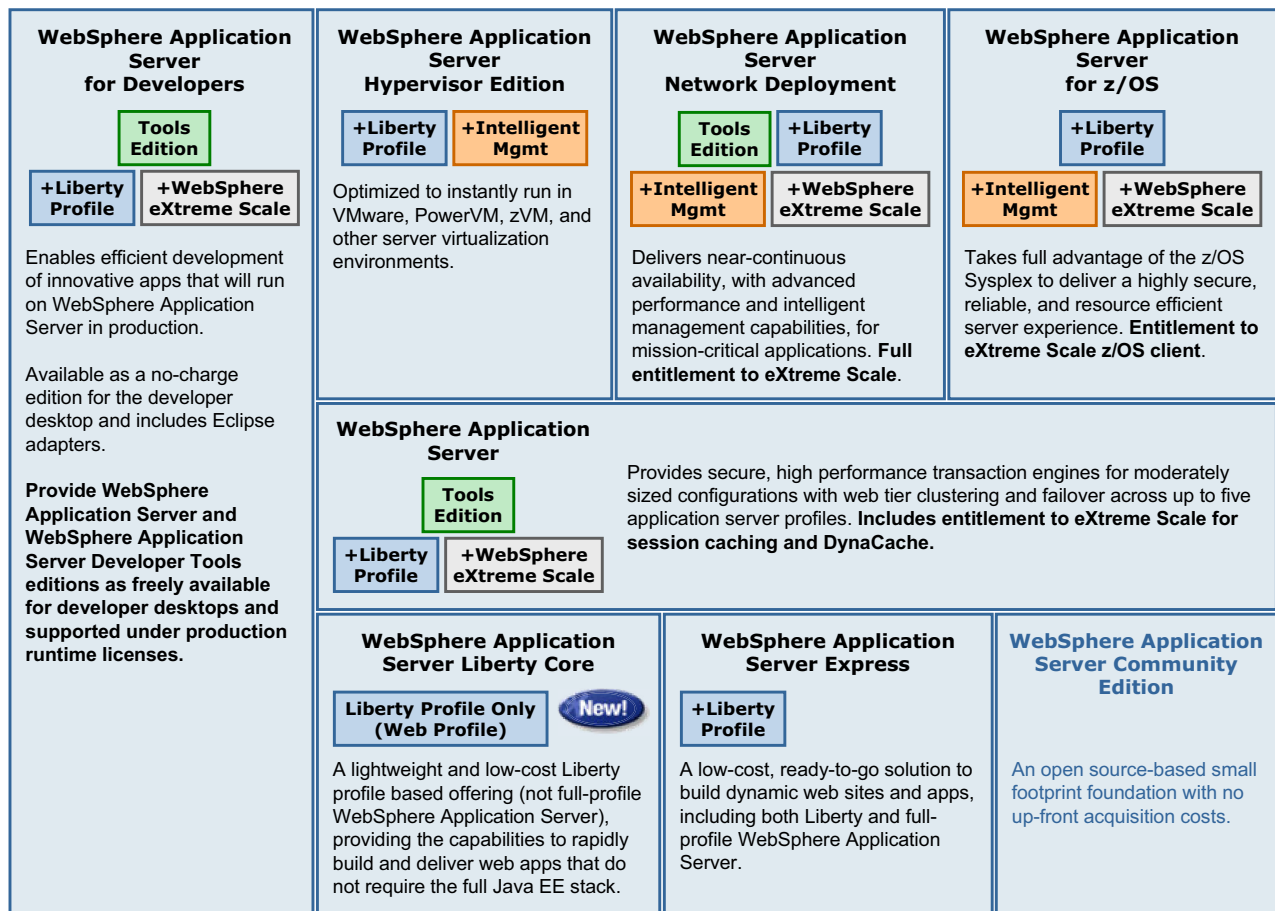 WebSphere Application
Server
for Developers
Tools
Edition
+Liberty
Profile
+WebSphere
eXtreme Scale
Enables efficient development
of innovative apps that will run
on WebSphere Application
Server in production.
Available as a no-charge
edition for the developer
desktop and includes Eclipse
adapters.
Provide WebSphere
Application Server and
WebSphere Application
Server Developer Tools
editions as freely available
for developer desktops and
supported under production
runtime licenses.
WebSphere Application
Server
Hypervisor Edition
+Liberty
Profile
+Intelligent
Mgmt
Optimized to instantly run in
VMware, PowerVM, zVM, and
other server virtualization
environments.
WebSphere Application
Server
Network Deployment
Tools
Edition
+Liberty
Profile
+Intelligent
Mgmt
+WebSphere
eXtreme Scale
Delivers near-continuous
availability, with advanced
performance and intelligent
management capabilities, for
mission-critical applications. Full
entitlement to eXtreme Scale.
WebSphere Application
Server
for z/OS
+Liberty
Profile
+Intelligent
Mgmt
+WebSphere
eXtreme Scale
Takes full advantage of the z/OS
Sysplex to deliver a highly secure,
reliable, and resource efficient
server experience. Entitlement to
eXtreme Scale z/OS client.
WebSphere Application
Server
Tools
Edition
+Liberty
Profile
+WebSphere
eXtreme Scale
Provides secure, high performance transaction engines for moderately
sized configurations with web tier clustering and failover across up to five
application server profiles. Includes entitlement to eXtreme Scale for
session caching and DynaCache.
WebSphere Application
Server Liberty Core
Liberty Profile Only
(Web Profile)
New!
A lightweight and low-cost Liberty
profile based offering (not full-profile
WebSphere Application Server),
providing the capabilities to rapidly
build and deliver web apps that do
not require the full Java EE stack.
WebSphere Application
Server Express
+Liberty
Profile
A low-cost, ready-to-go solution to
build dynamic web sites and apps,
including both Liberty and full-
profile WebSphere Application
Server.
WebSphere Application
Server Community
Edition
An open source-based small
footprint foundation with no
up-front acquisition costs.